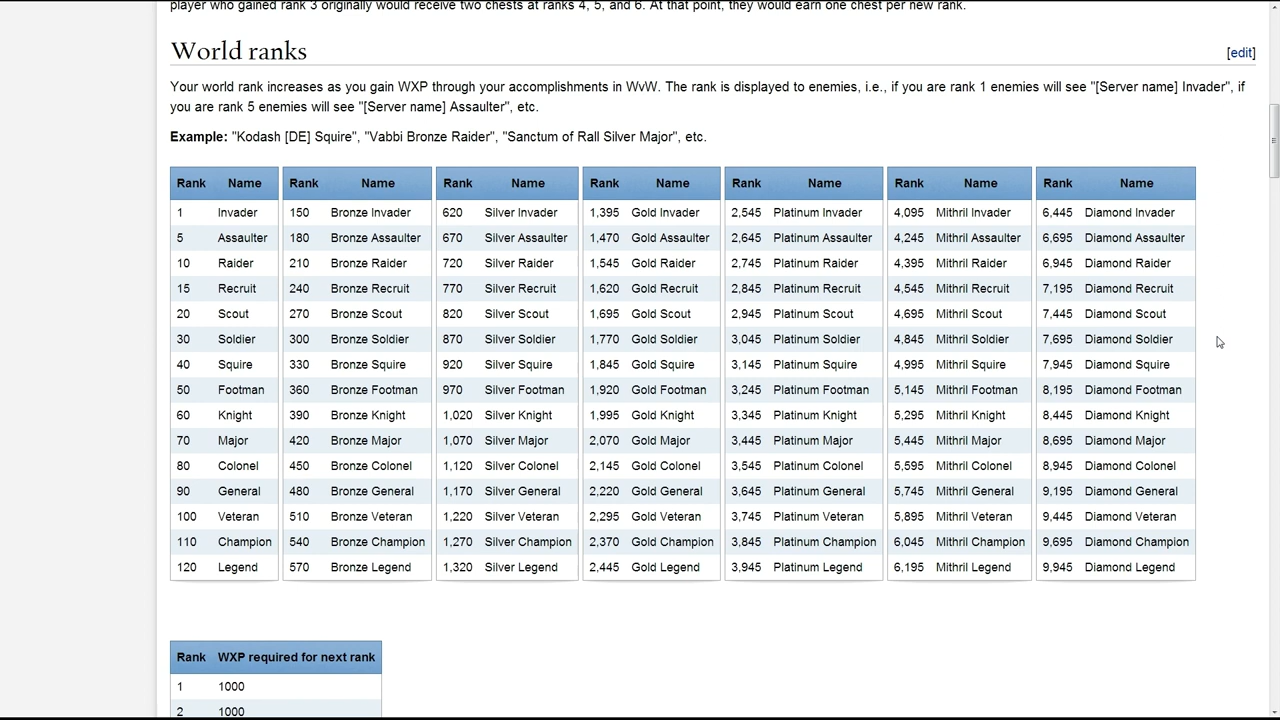 player who gained rank 3 originally would receive two chests at ranks 4, 5, and 6. At that point, they would earn one chest per new rank.
World ranks [edit]
Your world rank increases as you gain WXP through your accomplishments in WvW. The rank is displayed to enemies, i.e., if you are rank 1 enemies will see "[Server name] Invader", if
you are rank 5 enemies will see "[Server name] Assaulter", etc.
Example: "Kodash [DE] Squire", "Vabbi Bronze Raider", "Sanctum of Rall Silver Major", etc.
Rank Name Rank Name Rank Name Rank Name Rank Name Rank Name Rank Name
1 Invader 150 Bronze Invader 620 Silver Invader 1,395 Gold Invader 2,545 Platinum Invader 4,095 Mithril Invader 6,445 Diamond Invader
5 Assaulter 180 Bronze Assaulter 670 Silver Assaulter 1,470 Gold Assaulter 2,645 Platinum Assaulter 4,245 Mithril Assaulter 6,695 Diamond Assaulter
10 Raider 210 Bronze Raider 720 Silver Raider 1,545 Gold Raider 2,745 Platinum Raider 4,395 Mithril Raider 6,945 Diamond Raider
15 Recruit 240 Bronze Recruit 770 Silver Recruit 1,620 Gold Recruit 2,845 Platinum Recruit 4,545 Mithril Recruit 7,195 Diamond Recruit
20 Scout 270 Bronze Scout 820 Silver Scout 1,695 Gold Scout 2,945 Platinum Scout 4,695 Mithril Scout 7,445 Diamond Scout
30 Soldier 300 Bronze Soldier 870 Silver Soldier 1,770 Gold Soldier 3,045 Platinum Soldier 4,845 Mithril Soldier 7,695 Diamond Soldier
40 Squire 330 Bronze Squire 920 Silver Squire 1,845 Gold Squire 3,145 Platinum Squire 4,995 Mithril Squire 7,945 Diamond Squire
50 Footman 360 Bronze Footman 970 Silver Footman 1,920 Gold Footman 3,245 Platinum Footman 5,145 Mithril Footman 8,195 Diamond Footman
60 Knight 390 Bronze Knight 1,020 Silver Knight 1,995 Gold Knight 3,345 Platinum Knight 5,295 Mithril Knight 8,445 Diamond Knight
70 Major 420 Bronze Major 1,070 Silver Major 2,070 Gold Major 3,445 Platinum Major 5,445 Mithril Major 8,695 Diamond Major
80 Colonel 450 Bronze Colonel 1,120 Silver Colonel 2,145 Gold Colonel 3,545 Platinum Colonel 5,595 Mithril Colonel 8,945 Diamond Colonel
90 General 480 Bronze General 1,170 Silver General 2,220 Gold General 3,645 Platinum General 5,745 Mithril General 9,195 Diamond General
100 Veteran 510 Bronze Veteran 1,220 Silver Veteran 2,295 Gold Veteran 3,745 Platinum Veteran 5,895 Mithril Veteran 9,445 Diamond Veteran
110 Champion 540 Bronze Champion 1,270 Silver Champion 2,370 Gold Champion 3,845 Platinum Champion 6,045 Mithril Champion 9,695 Diamond Champion
120 Legend 570 Bronze Legend 1,320 Silver Legend 2,445 Gold Legend 3,945 Platinum Legend 6,195 Mithril Legend 9,945 Diamond Legend
Rank WXP required for next rank
1 1000
2 1000